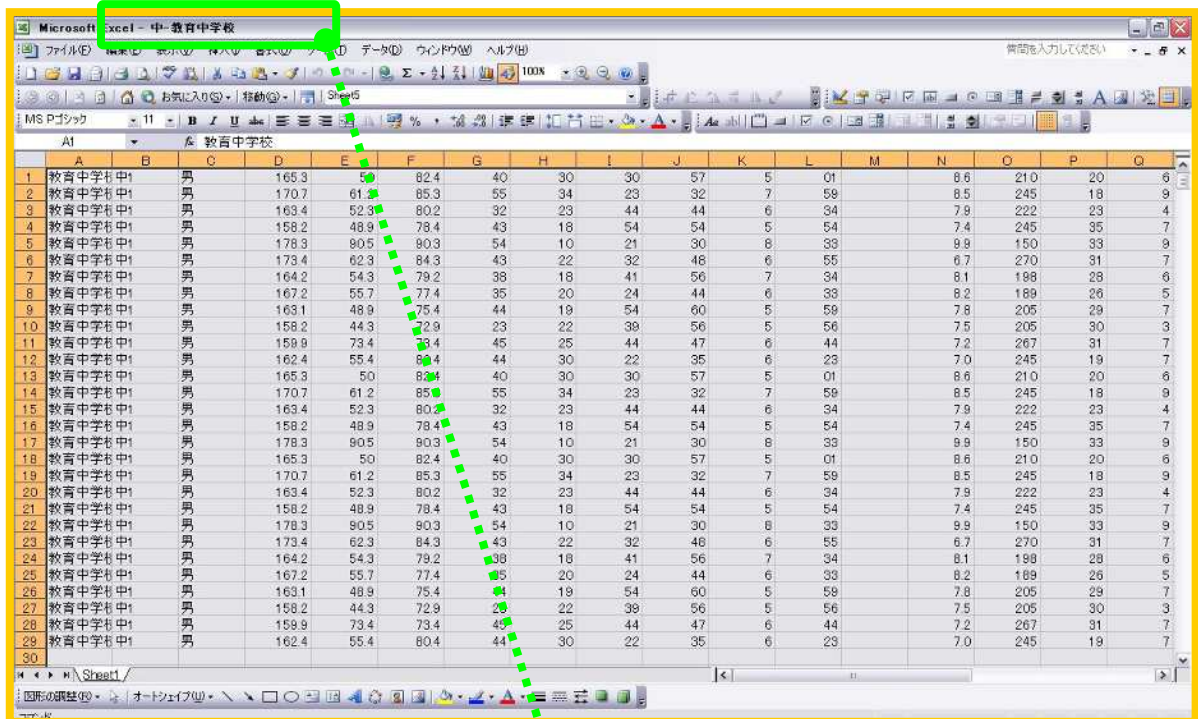 Microsoft Excel - 中-教育中学校
ファイル(F) 編集(E) 表示(V) 挿入(I) 書式(O) ツール(T) データ(D) ウィンドウ(W) ヘルプ(H) 質問を入力してください
100%
お気に入り(S) 移動(G) Sheet5
MS Pゴシック 11 B I U abc
A1 fx 教育中学校
A B C D E F G H I J K L M N O P Q
1 教育中学校 中1 男 165.3 50 82.4 40 30 30 57 5 01 8.6 210 20 6
2 教育中学校 中1 男 170.7 61.2 85.3 55 34 23 32 7 59 8.5 245 18 9
3 教育中学校 中1 男 163.4 52.3 80.2 32 23 44 44 6 34 7.9 222 23 4
4 教育中学校 中1 男 158.2 48.9 78.4 43 18 54 54 5 54 7.4 245 35 7
5 教育中学校 中1 男 178.3 90.5 90.3 54 10 21 30 8 33 9.9 150 33 9
6 教育中学校 中1 男 173.4 62.3 84.3 43 22 32 48 6 55 6.7 270 31 7
7 教育中学校 中1 男 164.2 54.3 79.2 38 18 41 56 7 34 8.1 198 28 6
8 教育中学校 中1 男 167.2 55.7 77.4 35 20 24 44 6 33 8.2 189 26 5
9 教育中学校 中1 男 163.1 48.9 75.4 44 19 54 60 5 59 7.8 205 29 7
10 教育中学校 中1 男 158.2 44.3 72.9 23 22 39 56 5 56 7.5 205 30 3
11 教育中学校 中1 男 159.9 73.4 73.4 45 25 44 47 6 44 7.2 267 31 7
12 教育中学校 中1 男 162.4 55.4 80.4 44 30 22 35 6 23 7.0 245 19 7
13 教育中学校 中1 男 165.3 50 82.4 40 30 30 57 5 01 8.6 210 20 6
14 教育中学校 中1 男 170.7 61.2 85.3 55 34 23 32 7 59 8.5 245 18 9
15 教育中学校 中1 男 163.4 52.3 80.2 32 23 44 44 6 34 7.9 222 23 4
16 教育中学校 中1 男 158.2 48.9 78.4 43 18 54 54 5 54 7.4 245 35 7
17 教育中学校 中1 男 178.3 90.5 90.3 54 10 21 30 8 33 9.9 150 33 9
18 教育中学校 中1 男 165.3 50 82.4 40 30 30 57 5 01 8.6 210 20 6
19 教育中学校 中1 男 170.7 61.2 85.3 55 34 23 32 7 59 8.5 245 18 9
20 教育中学校 中1 男 163.4 52.3 80.2 32 23 44 44 6 34 7.9 222 23 4
21 教育中学校 中1 男 158.2 48.9 78.4 43 18 54 54 5 54 7.4 245 35 7
22 教育中学校 中1 男 178.3 90.5 90.3 54 10 21 30 8 33 9.9 150 33 9
23 教育中学校 中1 男 173.4 62.3 84.3 43 22 32 48 6 55 6.7 270 31 7
24 教育中学校 中1 男 164.2 54.3 79.2 38 18 41 56 7 34 8.1 198 28 6
25 教育中学校 中1 男 167.2 55.7 77.4 35 20 24 44 6 33 8.2 189 26 5
26 教育中学校 中1 男 163.1 48.9 75.4 44 19 54 60 5 59 7.8 205 29 7
27 教育中学校 中1 男 158.2 44.3 72.9 23 22 39 56 5 56 7.5 205 30 3
28 教育中学校 中1 男 159.9 73.4 73.4 45 25 44 47 6 44 7.2 267 31 7
29 教育中学校 中1 男 162.4 55.4 80.4 44 30 22 35 6 23 7.0 245 19 7
30
Sheet1
図形の調整(R) オートシェイプ(U)